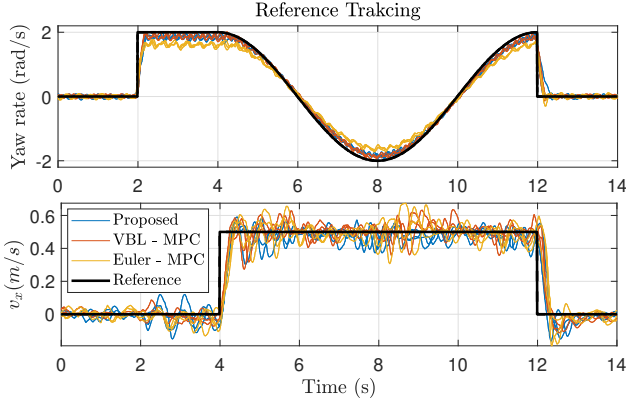 Reference Trakcing
Yaw rate (rad/s)
2
0
-2
0 2 4 6 8 10 12 14
v_x(m/s)
0.6
0.4
0.2
0
Proposed
VBL - MPC
Euler - MPC
Reference
0 2 4 6 8 10 12 14
Time (s)